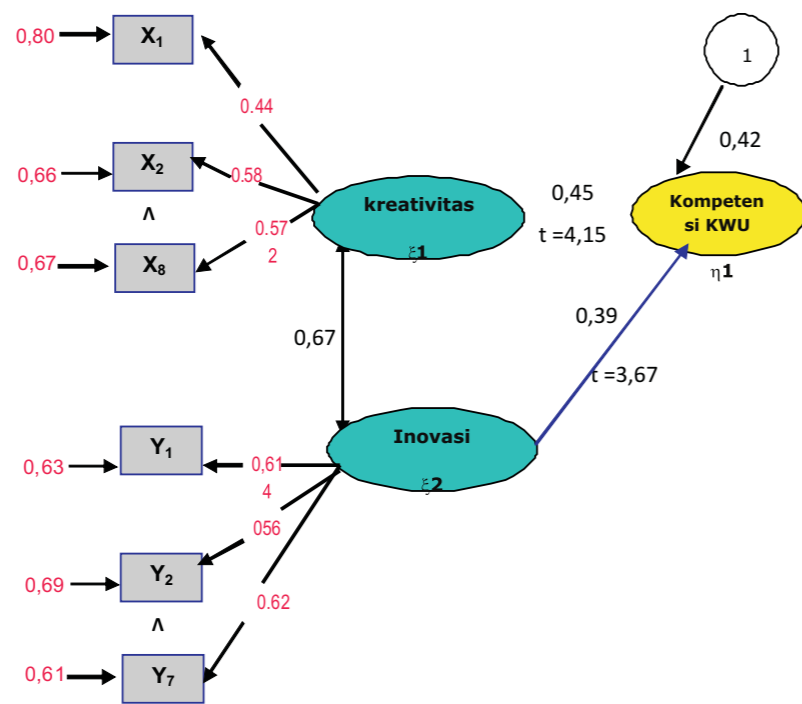 0,80
X1
0.44
1
0,42
0,66
X2
0.58
Λ
kreativitas
ξ1
0,45
t =4,15
Kompeten
si KWU
η1
0,67
X8
0.57
2
0,67
0,39
t =3,67
Inovasi
ξ2
0,63
Y1
0,61
4
0,69
Y2
056
Λ
0.62
0,61
Y7